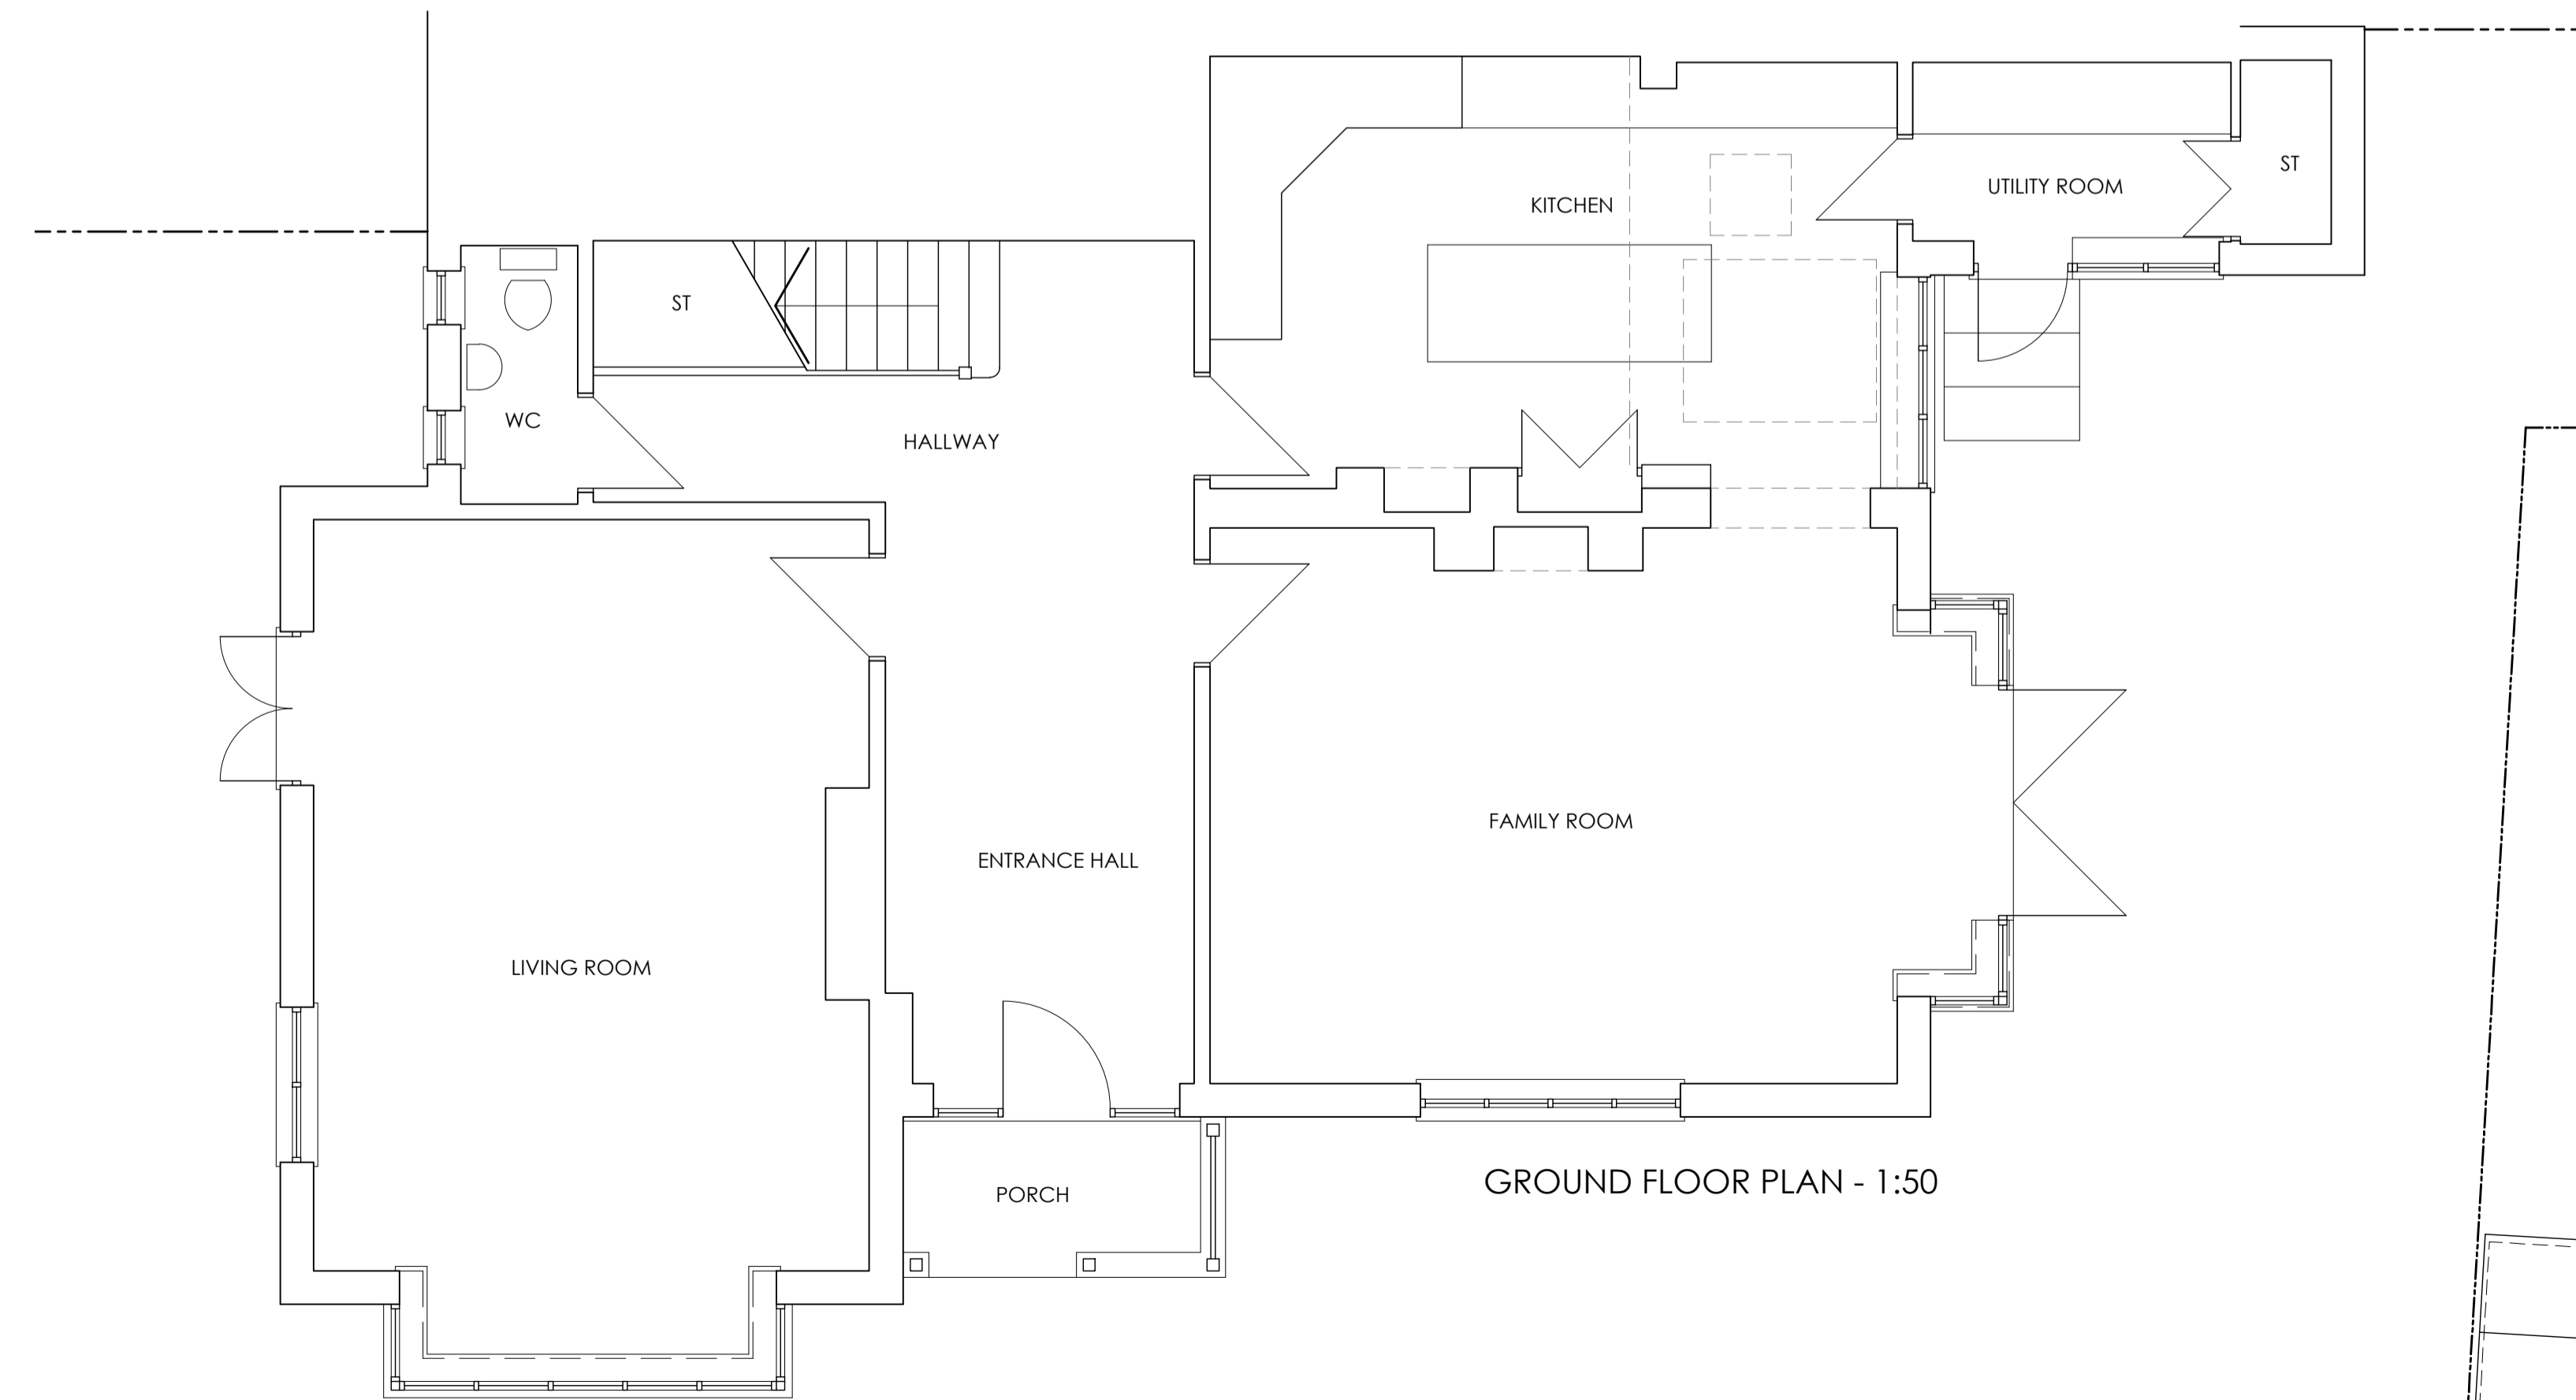 ST
UTILITY ROOM
KITCHEN
ST
WC
HALLWAY
FAMILY ROOM
ENTRANCE HALL
LIVING ROOM
GROUND FLOOR PLAN - 1:50
PORCH